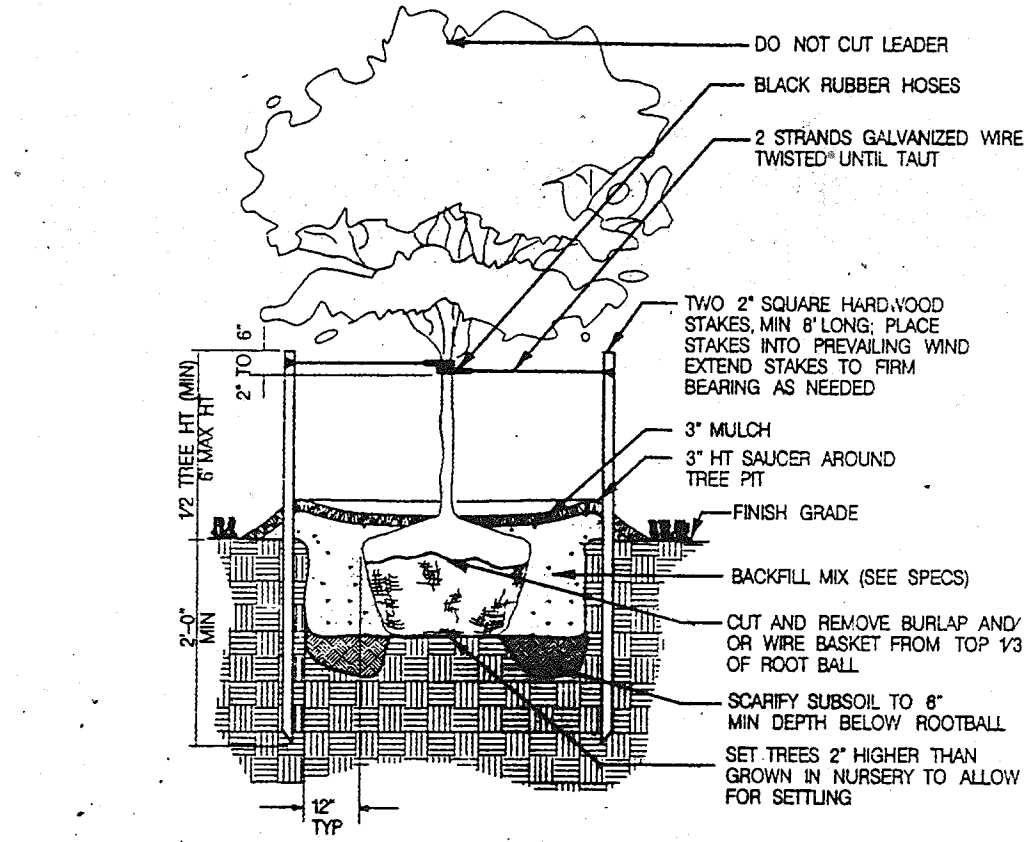 DO NOT CUT LEADER
BLACK RUBBER HOSES
2 STRANDS GALVANIZED WIRE
TWISTED UNTIL TAUT
TWO 2" SQUARE HARDWOOD
STAKES, MIN 8' LONG; PLACE
STAKES INTO PREVAILING WIND
EXTEND STAKES TO FIRM
BEARING AS NEEDED
2" TO 6"
1/2 TREE HT (MIN)
6' MAX HT
3" MULCH
3" HT SAUCER AROUND
TREE PIT
FINISH GRADE
BACKFILL MIX (SEE SPECS)
2'-0"
MIN
CUT AND REMOVE BURLAP AND/
OR WIRE BASKET FROM TOP 1/3
OF ROOT BALL
SCARIFY SUBSOIL TO 6"
MIN DEPTH BELOW ROOTBALL
SET TREES 2" HIGHER THAN
GROWN IN NURSERY TO ALLOW
FOR SETTLING
12"
TYP